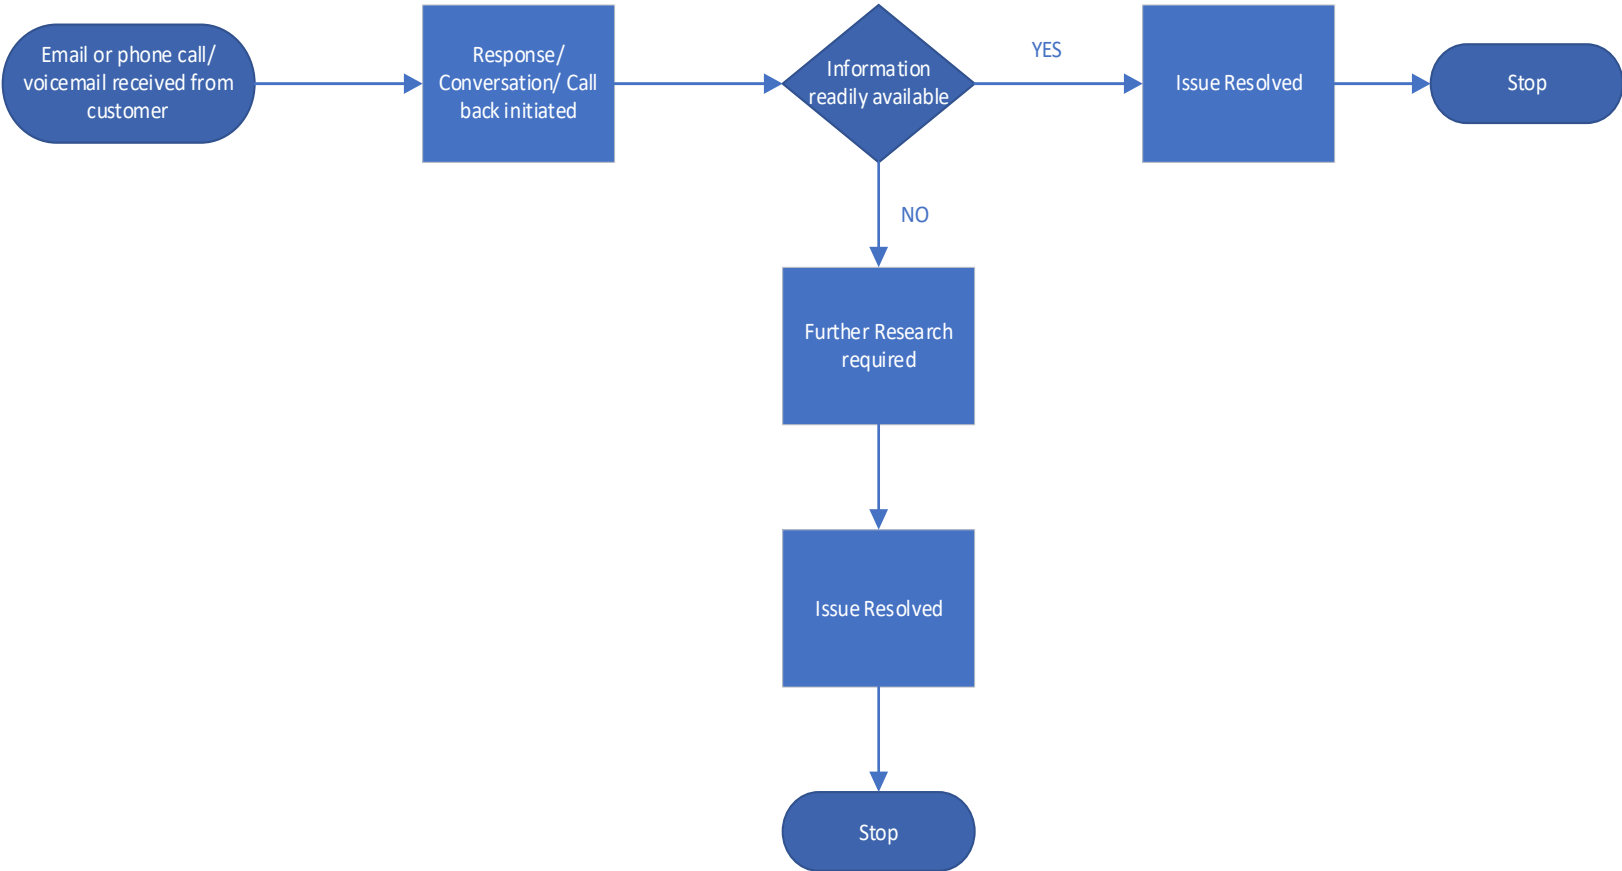 Email or phone call/
voicemail received from
customer
Response/
Conversation/ Call
back initiated
Information
readily available
YES
Issue Resolved
Stop
NO
Further Research
required
Issue Resolved
Stop